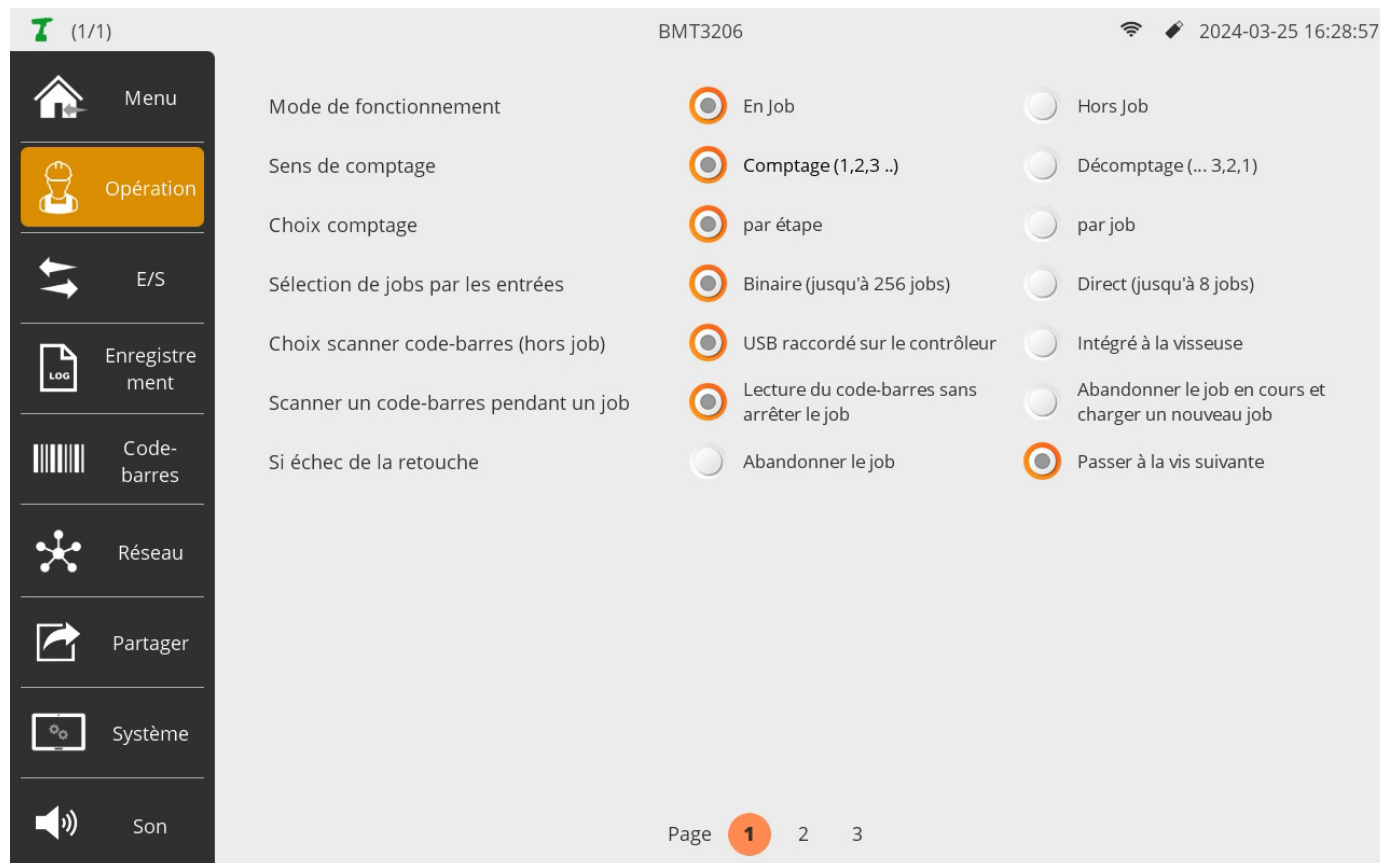 (1/1)
BMT3206
2024-03-25 16:28:57
Menu
Opération
E/S
LOG
Enregistre
ment
Code-
barres
Réseau
Partager
Système
Son
Mode de fonctionnement
En Job
Hors Job
Sens de comptage
Comptage (1,2,3 ..)
Décomptage (... 3,2,1)
Choix comptage
par étape
par job
Sélection de jobs par les entrées
Binaire (jusqu'à 256 jobs)
Direct (jusqu'à 8 jobs)
Choix scanner code-barres (hors job)
USB raccordé sur le contrôleur
Intégré à la visseuse
Scanner un code-barres pendant un job
Lecture du code-barres sans
arrêter le job
Abandonner le job en cours et
charger un nouveau job
Si échec de la retouche
Abandonner le job
Passer à la vis suivante
Page 1 2 3